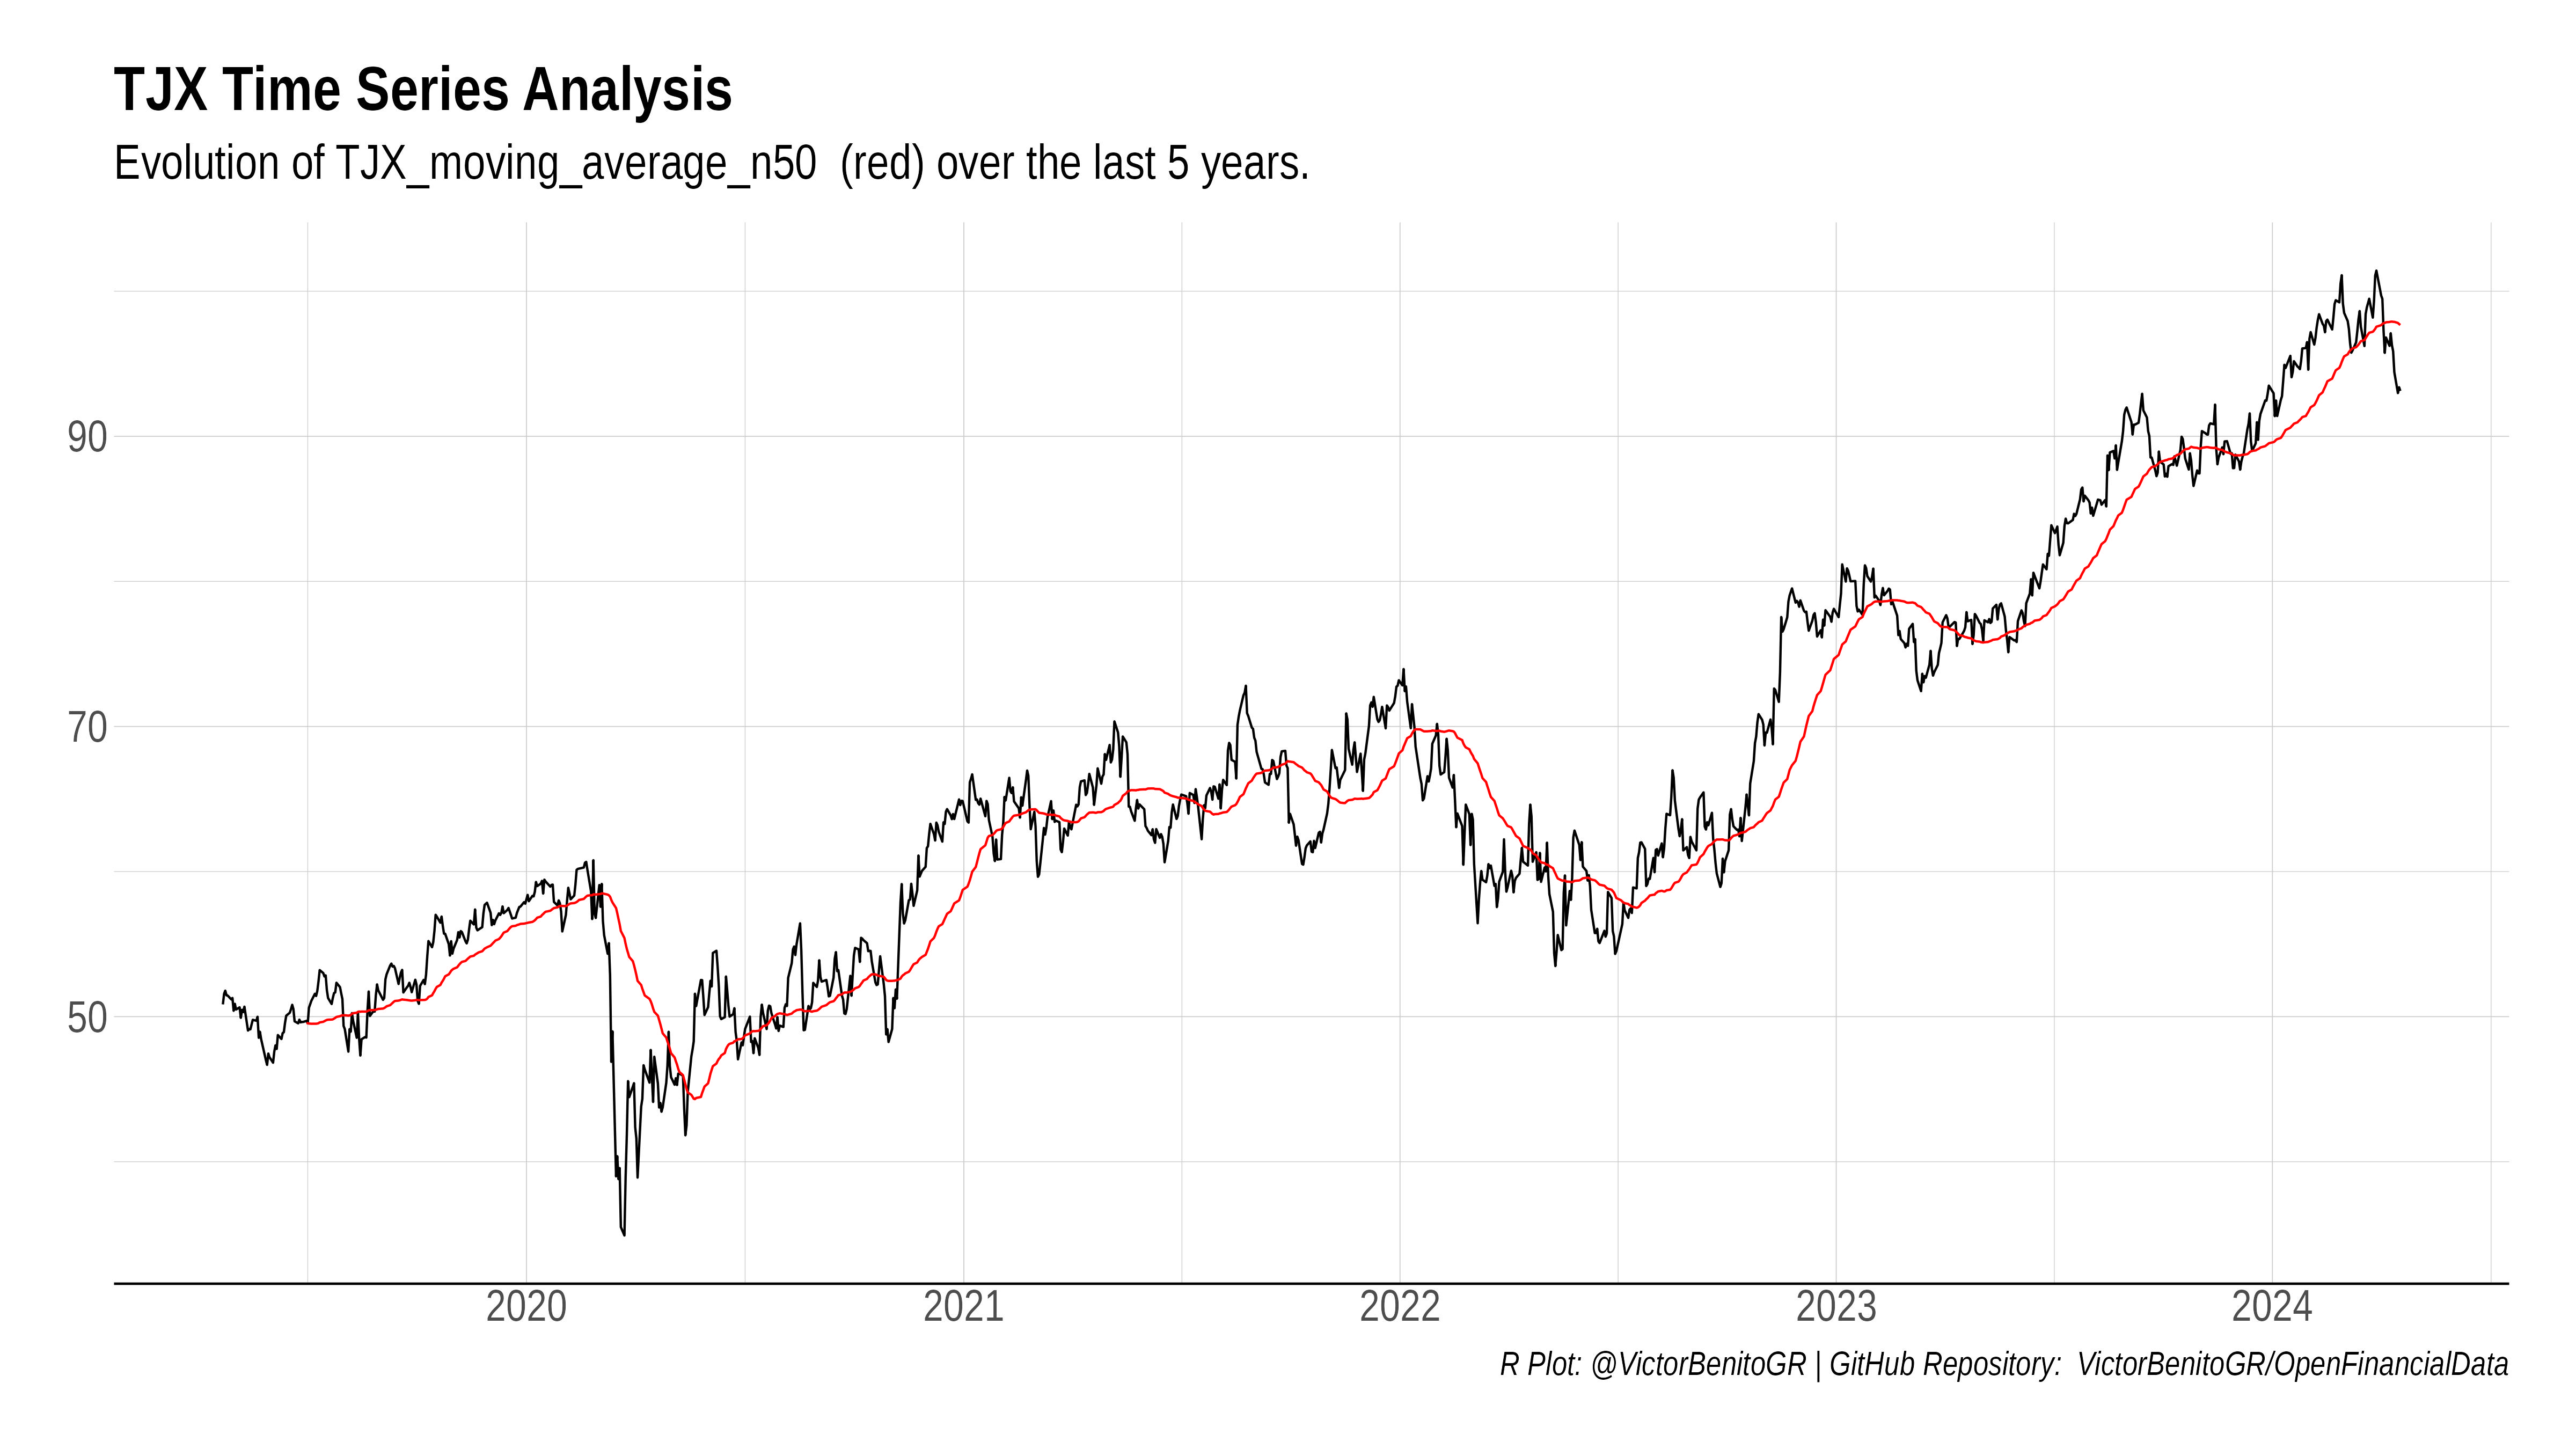 TJX Time Series Analysis
Evolution of TJX_moving_average_n50  (red) over the last 5 years.
90
70
50
2020 2021 2022 2023 2024
R Plot: @VictorBenitoGR | GitHub Repository:  VictorBenitoGR/OpenFinancialData